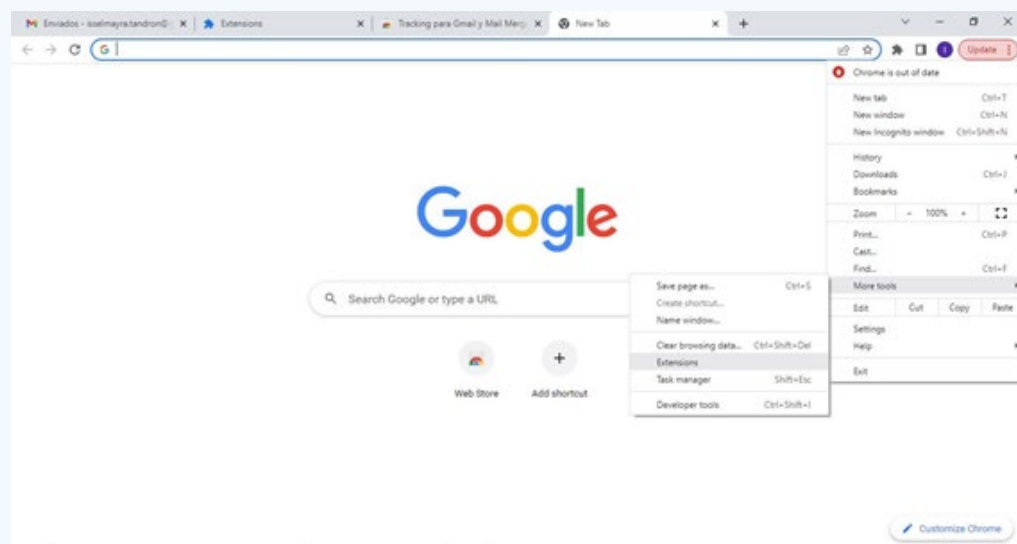 Enviados - isselmayra.tandron@
Extensions
Tracking para Gmail y Mail Merg
New Tab
Update
Chrome is out of date
New tab Ctrl+T
New window Ctrl+N
New Incognito window Ctrl+Shift+N
History
Downloads Ctrl+J
Bookmarks
Zoom - 100% +
Print... Ctrl+P
Cast...
Find... Ctrl+F
More tools
Edit Cut Copy Paste
Settings
Help
Exit
Google
Search Google or type a URL
Web Store
Add shortcut
Save page as... Ctrl+S
Create shortcut...
Name window...
Clear browsing data... Ctrl+Shift+Del
Extensions
Task manager Shift+Esc
Developer tools Ctrl+Shift+I
Customize Chrome